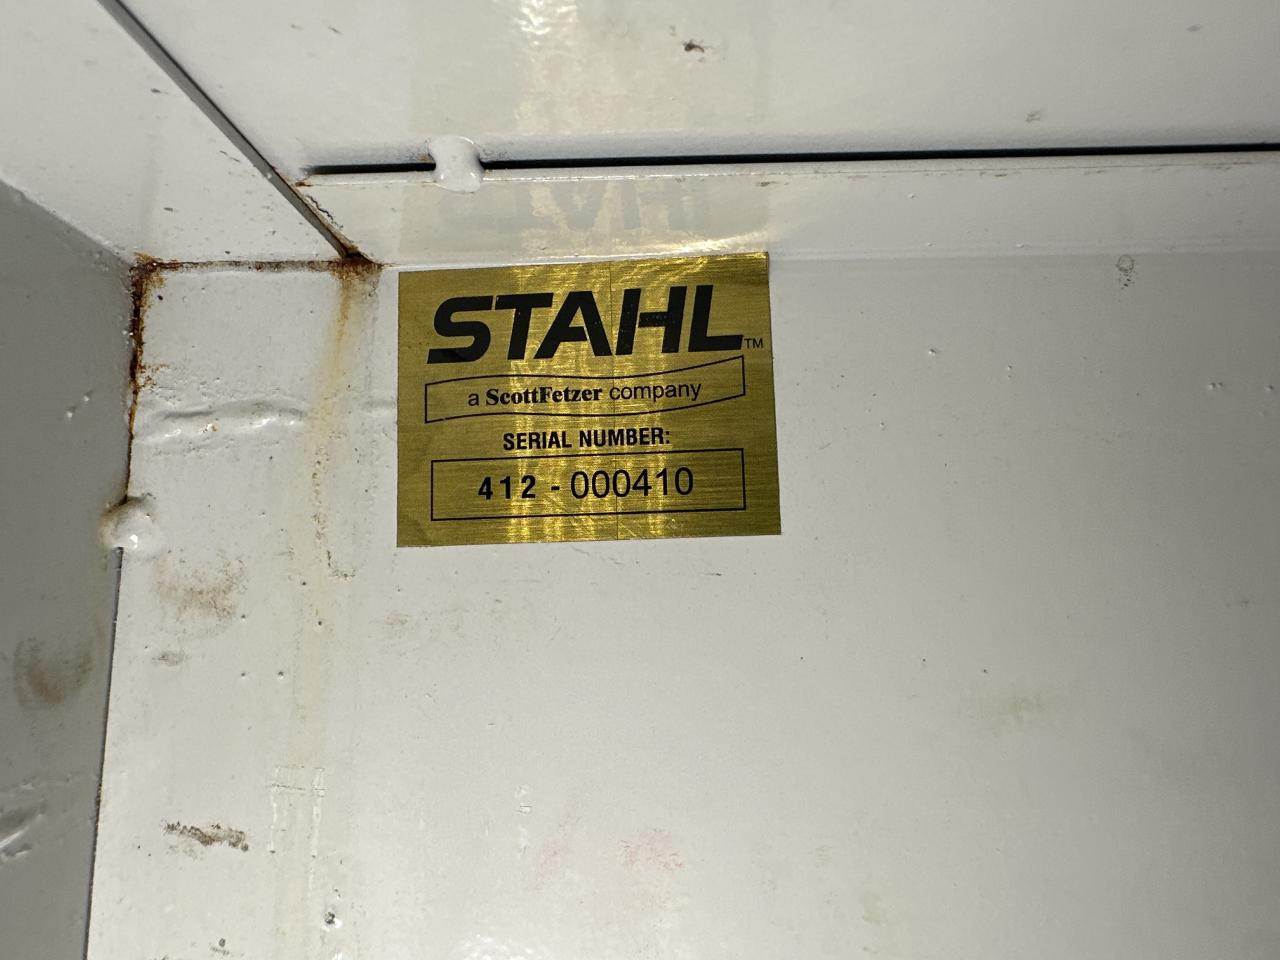 STAHL™
a ScottFetzer company
SERIAL NUMBER:
412 - 000410